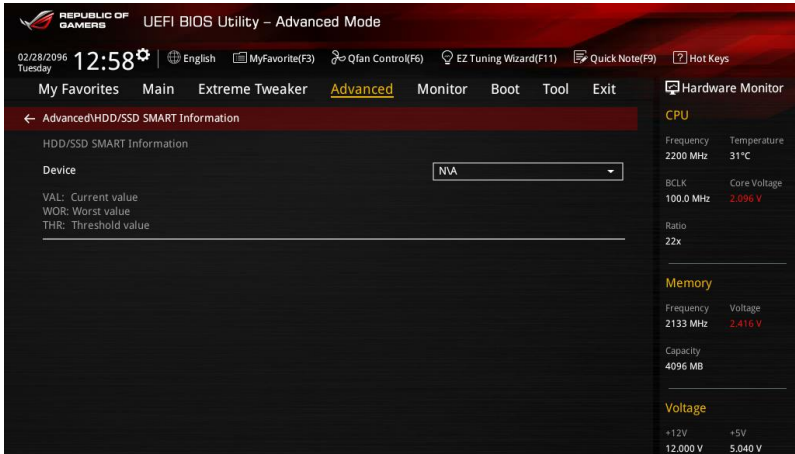 REPUBLIC OF
GAMERS
UEFI BIOS Utility – Advanced Mode
02/28/2096
Tuesday
12:58
English
MyFavorite(F3)
Qfan Control(F6)
EZ Tuning Wizard(F11)
Quick Note(F9)
? Hot Keys
My Favorites Main Extreme Tweaker Advanced Monitor Boot Tool Exit
← Advanced\HDD/SSD SMART Information
HDD/SSD SMART Information
Device N\A
VAL: Current value
WOR: Worst value
THR: Threshold value
Hardware Monitor
CPU
Frequency Temperature
2200 MHz 31°C
BCLK Core Voltage
100.0 MHz 2.096 V
Ratio
22x
Memory
Frequency Voltage
2133 MHz 2.416 V
Capacity
4096 MB
Voltage
+12V +5V
12.000 V 5.040 V